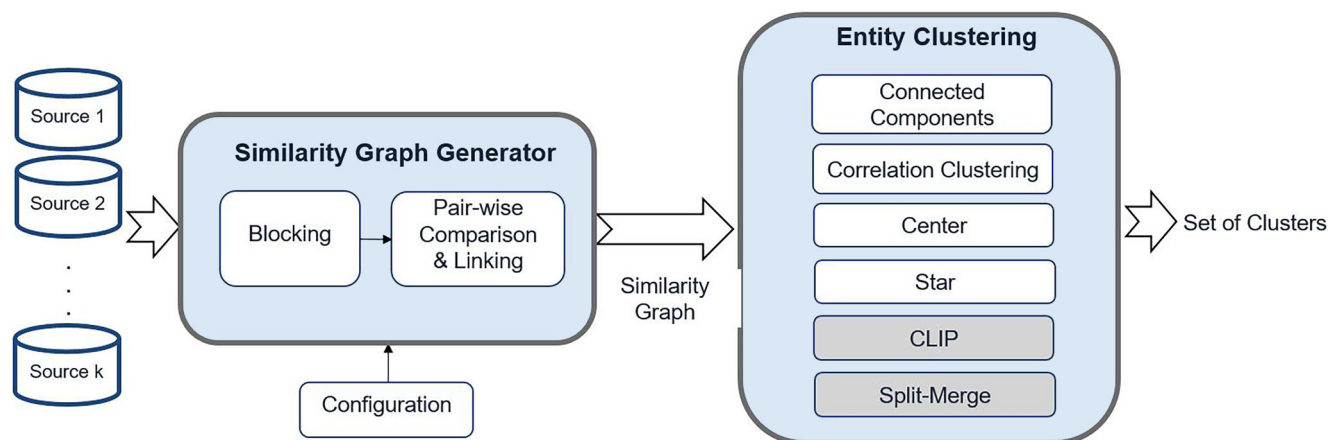 Source 1
Source 2
.
.
.
Source k
Similarity Graph Generator
Blocking
Pair-wise
Comparison
& Linking
Configuration
Similarity
Graph
Entity Clustering
Connected
Components
Correlation Clustering
Center
Star
CLIP
Split-Merge
Set of Clusters